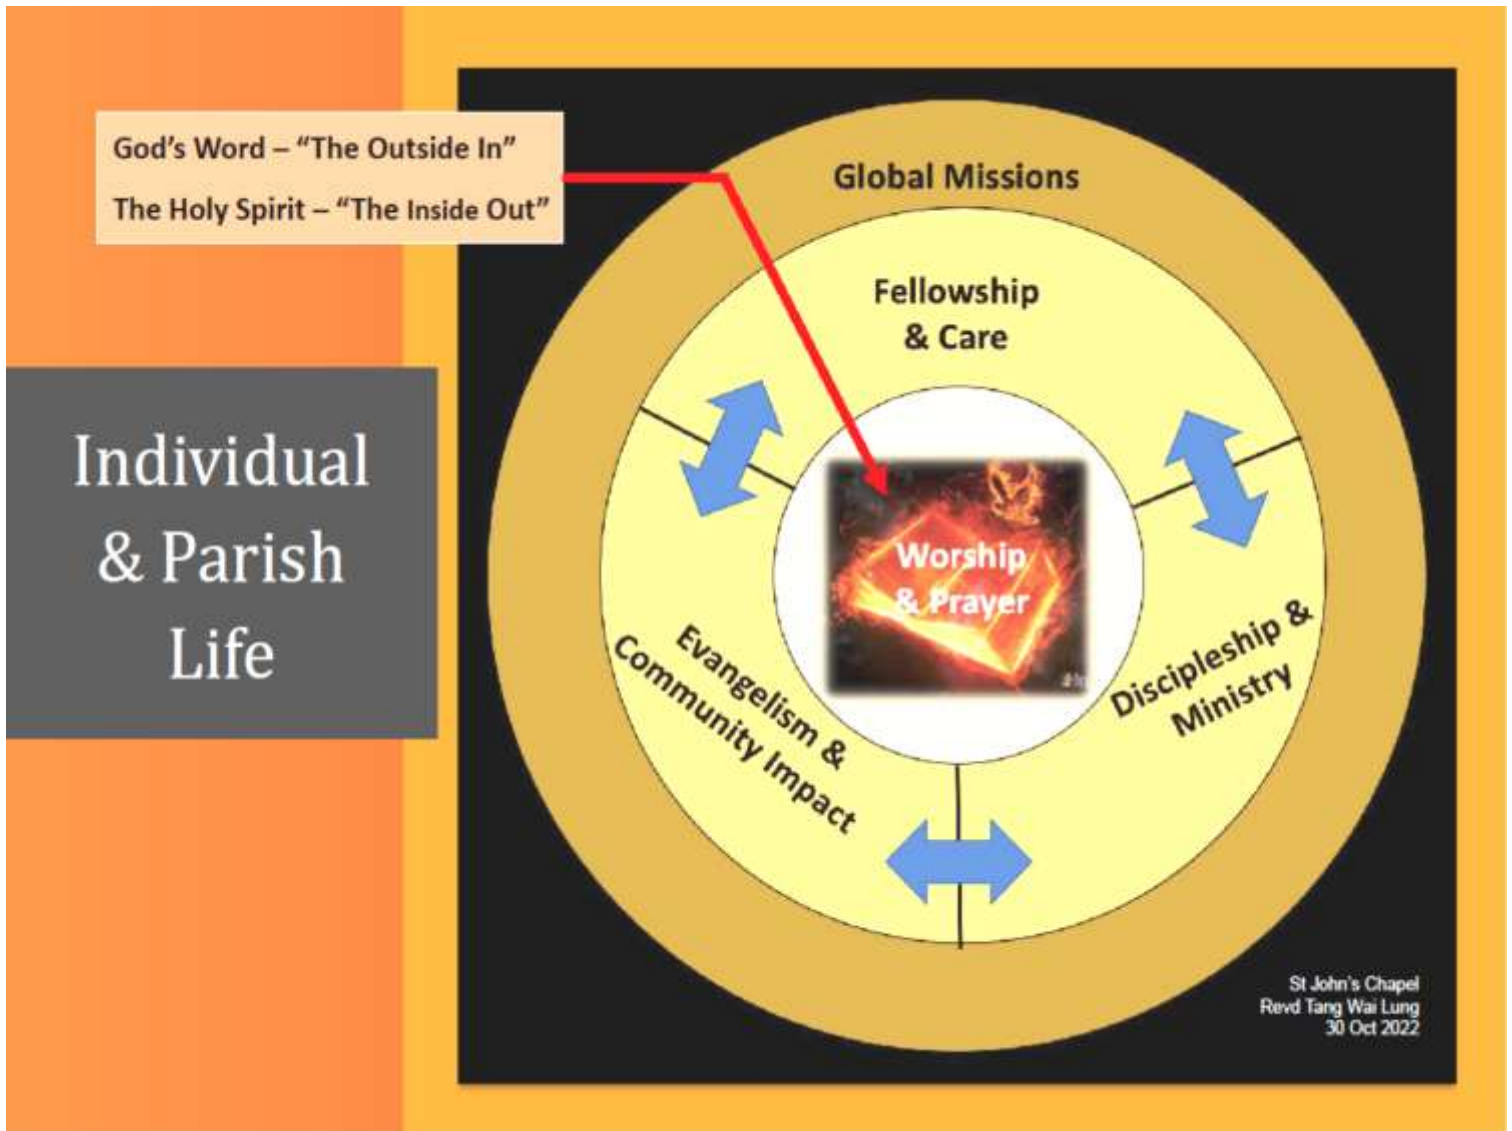 God's Word – “The Outside In”
The Holy Spirit – “The Inside Out”
Individual
& Parish
Life
Global Missions
Fellowship
& Care
Worship
& Prayer
Evangelism &
Community Impact
Discipleship &
Ministry
St John's Chapel
Revd Tang Wai Lung
30 Oct 2022